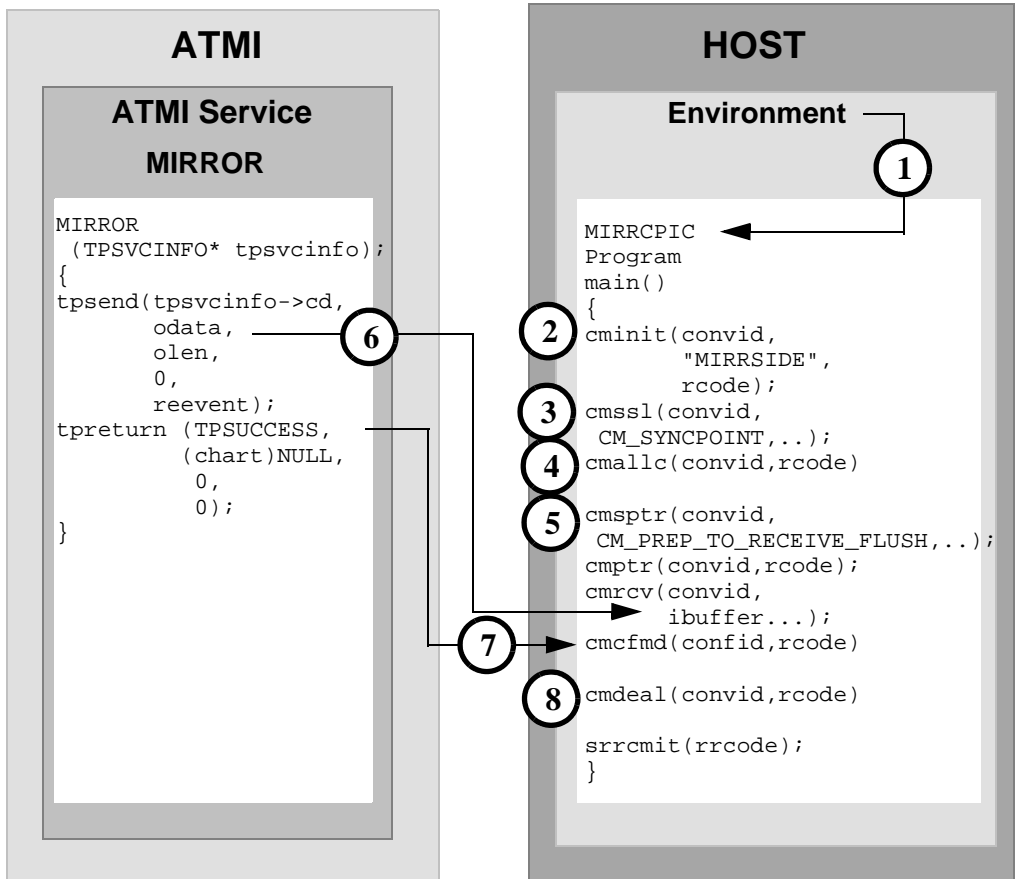 ATMI
ATMI Service
MIRROR
MIRROR
(TPSVCINFO* tpsvcinfo);
{
tpsend(tpsvcinfo->cd,
odata,
olen,
0,
reevent);
tpreturn (TPSUCCESS,
(chart)NULL,
0,
0);
}
6
7
HOST
Environment
1
MIRRCPIC
Program
main()
{
2
cminit(convid,
"MIRRSIDE",
rcode);
3
cmssl(convid,
CM_SYNCPOINT,..);
4
cmallc(convid,rcode)
5
cmsptr(convid,
CM_PREP_TO_RECEIVE_FLUSH,..);
cmptr(convid,rcode);
cmrcv(convid,
ibuffer...);
cmcfmd(confid,rcode)
8
cmdeal(convid,rcode)
srrcmit(rrcode);
}